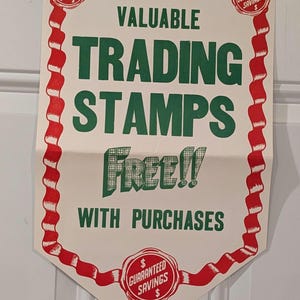 VALUABLE
TRADING
STAMPS
FREE!!
WITH PURCHASES
$
GUARANTEED
SAVINGS
$